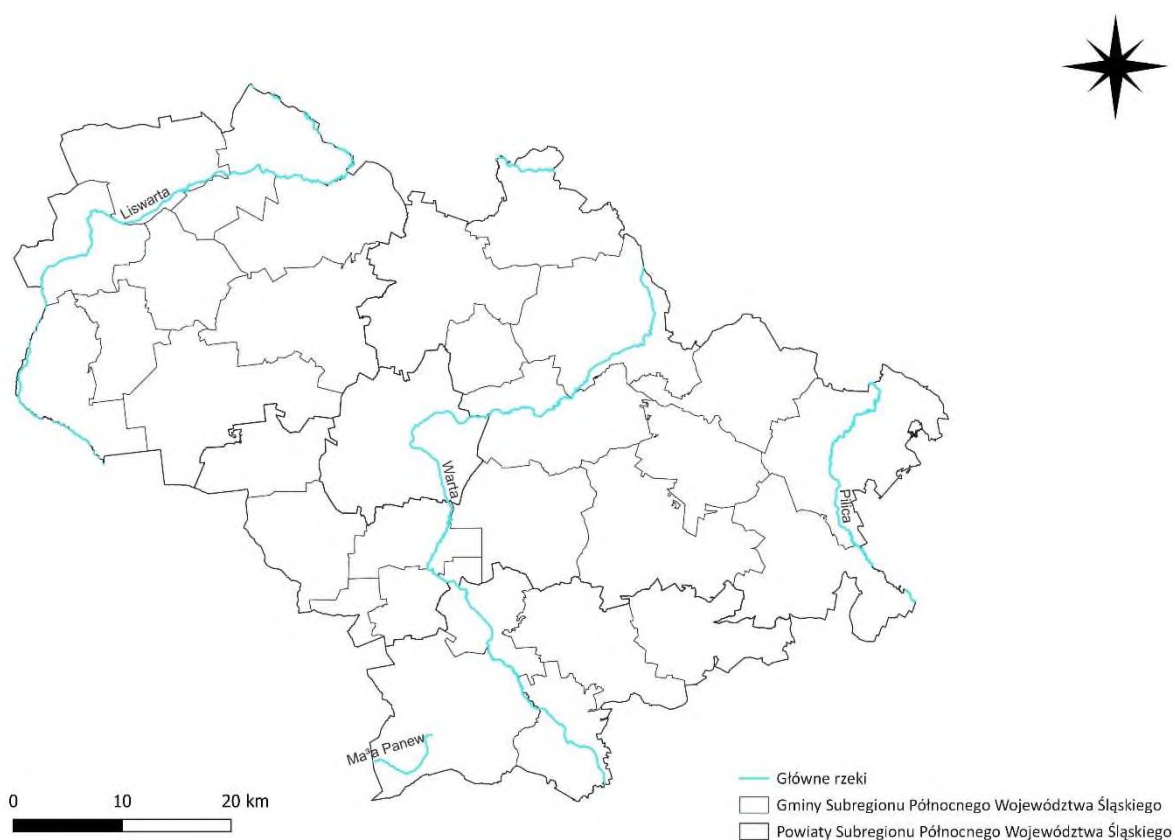 Liswarta
Warta
Pilica
Ma³a Panew
0 10 20 km
Główne rzeki
Gminy Subregionu Północnego Województwa Śląskiego
Powiaty Subregionu Północnego Województwa Śląskiego